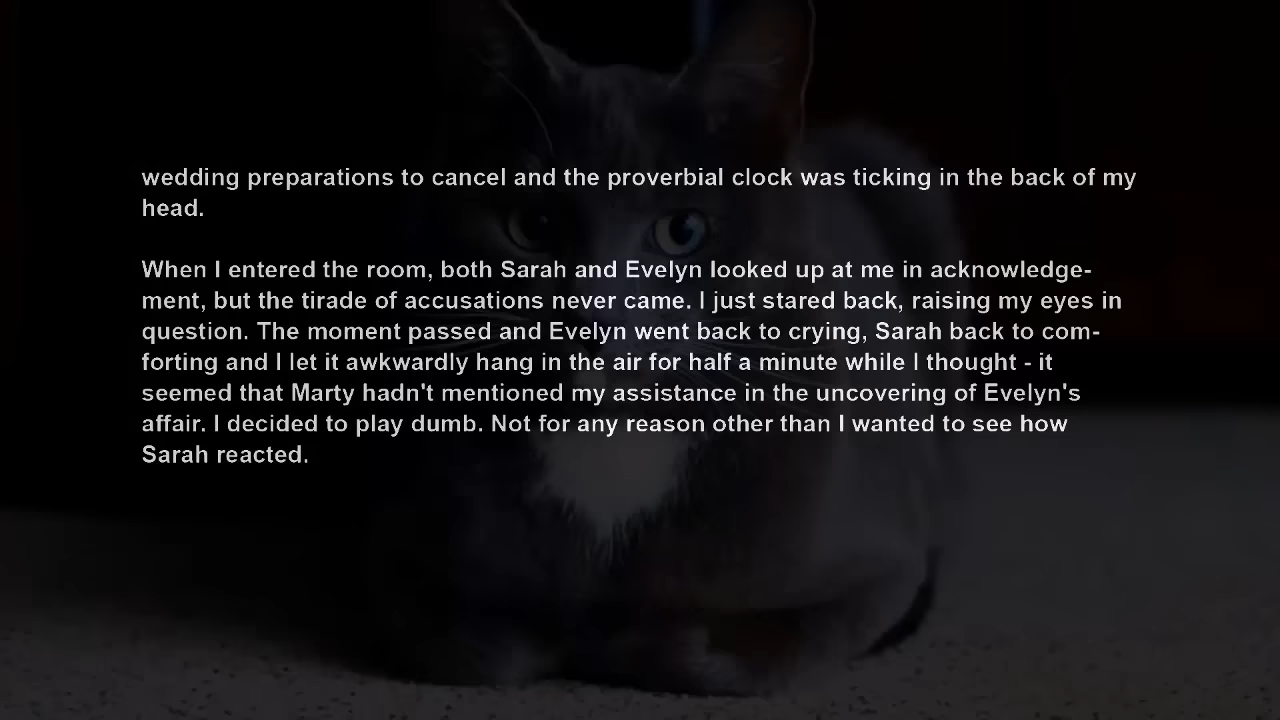 wedding preparations to cancel and the proverbial clock was ticking in the back of my
head.
When I entered the room, both Sarah and Evelyn looked up at me in acknowledge-
ment, but the tirade of accusations never came. I just stared back, raising my eyes in
question. The moment passed and Evelyn went back to crying, Sarah back to com-
forting and I let it awkwardly hang in the air for half a minute while I thought - it
seemed that Marty hadn't mentioned my assistance in the uncovering of Evelyn's
affair. I decided to play dumb. Not for any reason other than I wanted to see how
Sarah reacted.